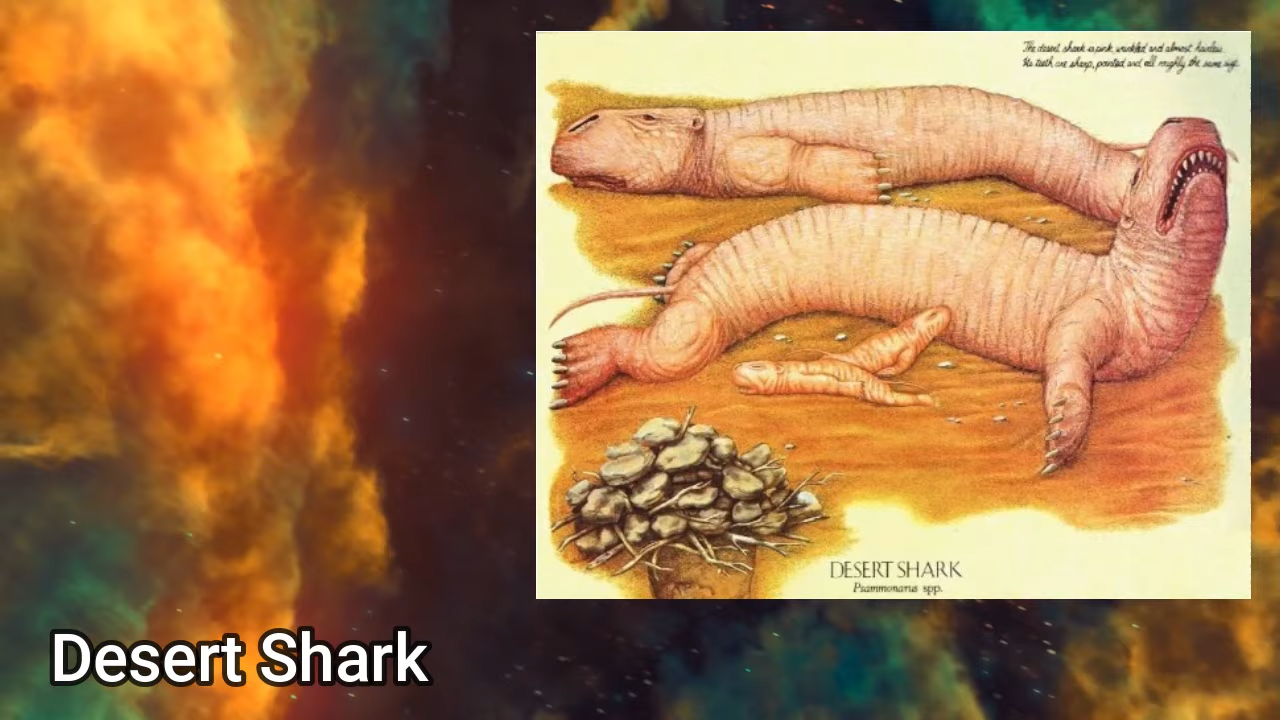 The desert shark is pink, wrinkled and almost hairless.
Its teeth are sharp, pointed and all roughly the same size.
DESERT SHARK
Psammonarus spp.
Desert Shark